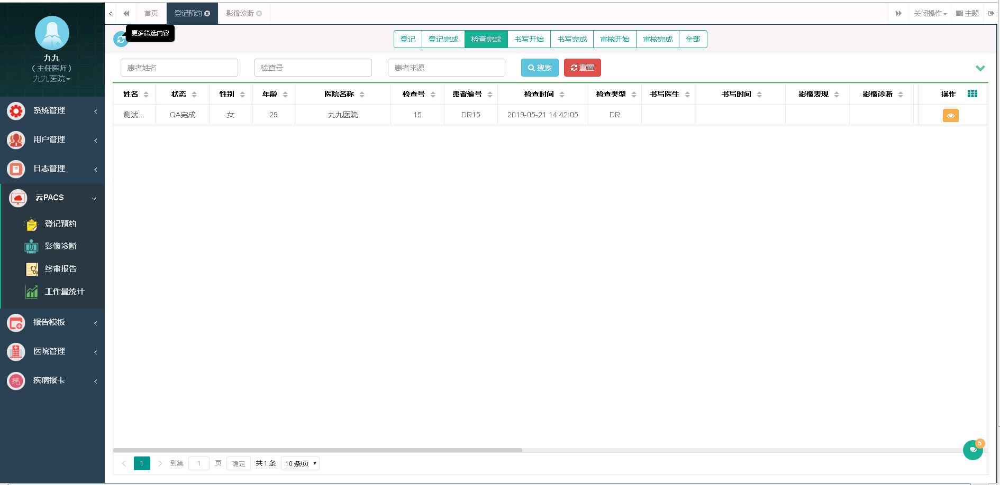 首页
登记预约
影像诊断
关闭操作
主题
更多筛选内容
九九
(主任医师)
九九医院
登记
登记完成
检查完成
书写开始
书写完成
审核开始
审核完成
全部
患者姓名
检查号
患者来源
搜索
重置
系统管理
用户管理
日志管理
云PACS
登记预约
影像诊断
终审报告
工作量统计
报告模板
医院管理
疾病报卡
姓名 状态 性别 年龄 医院名称 检查号 患者编号 检查时间 检查类型 书写医生 书写时间 影像表现 影像诊断 操作
测试... QA完成 女 29 九九医院 15 DR15 2019-05-21 14:42:05 DR
5
1 到第 1 页 确定 共1条 10条/页